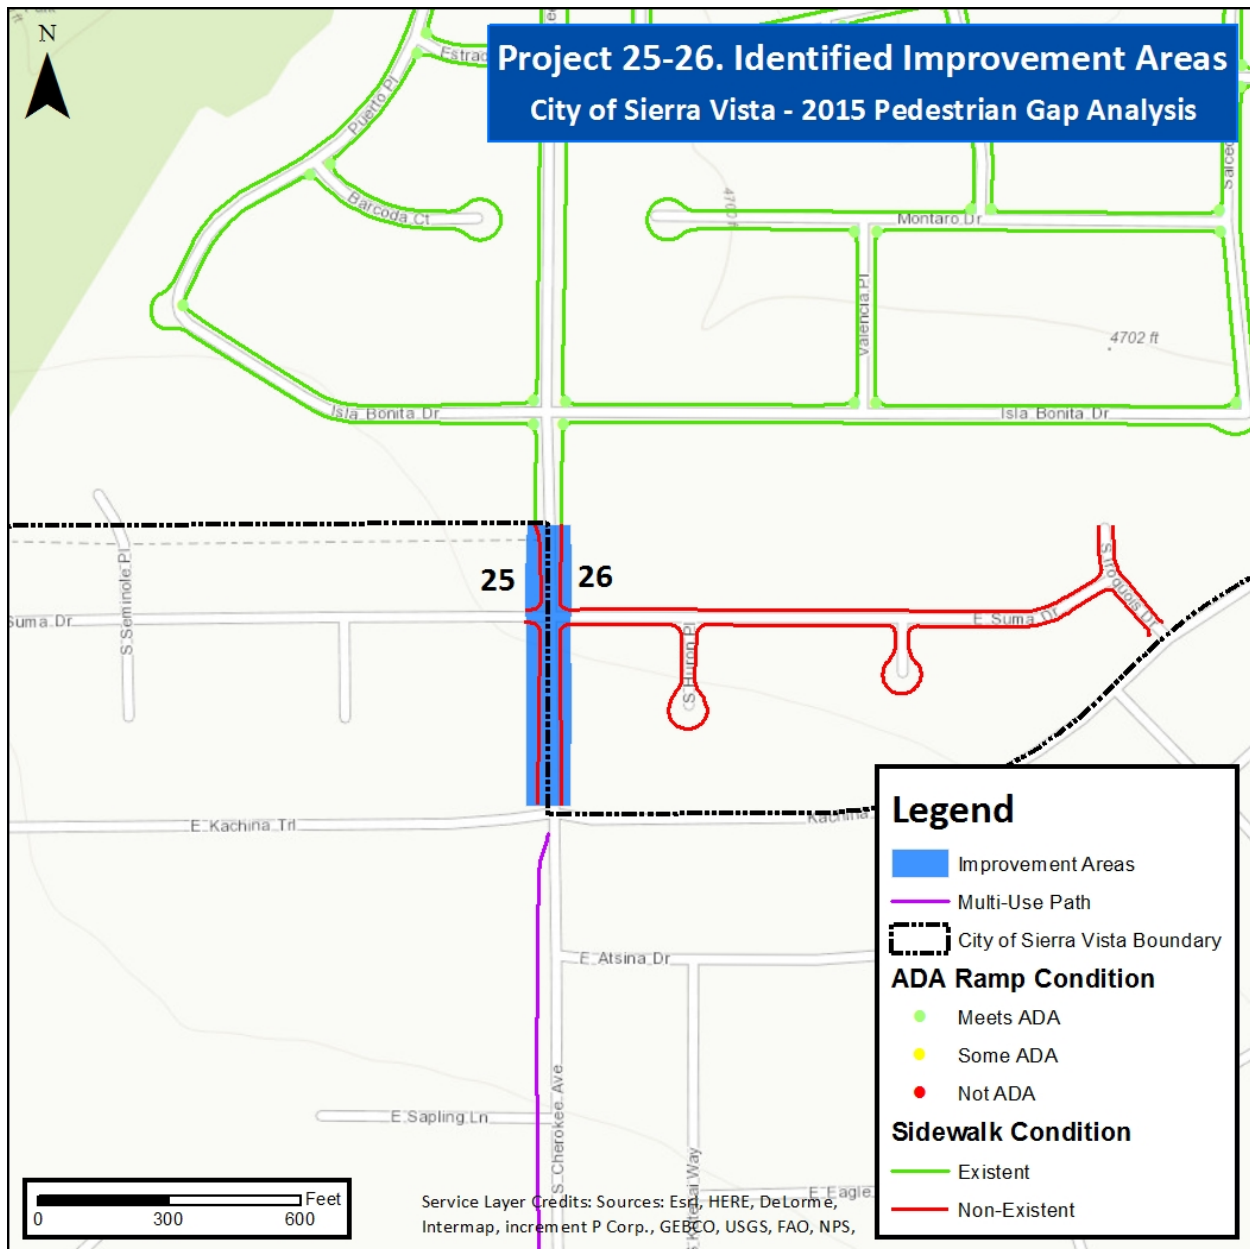 N
Project 25-26. Identified Improvement Areas
City of Sierra Vista - 2015 Pedestrian Gap Analysis
Estrad
Puerto Pl
Barcoda Ct
Montaro Dr
Salced
Valencia Pl
4702 ft
Isla Bonita Dr
Isla Bonita Dr
25
26
S Seminole Pl
Suma Dr
E Suma Dr
S Iroquois Dr
S Huron Pl
E Kachina Trl
Kachina
E Atsina Dr
S Cherokee Ave
E Sapling Ln
Way
E Eagle
Legend
Improvement Areas
Multi-Use Path
City of Sierra Vista Boundary
ADA Ramp Condition
Meets ADA
Some ADA
Not ADA
Sidewalk Condition
Existent
Non-Existent
Feet
0 300 600
Service Layer Credits: Sources: Esri, HERE, DeLorme,
Intermap, increment P Corp., GEBCO, USGS, FAO, NPS,